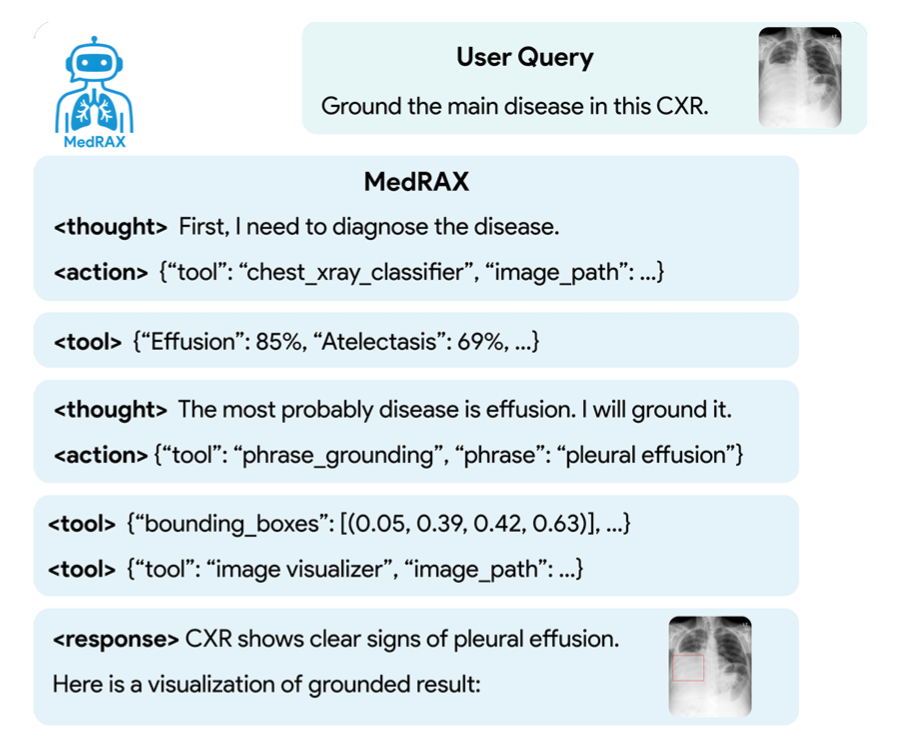 MedRAX
User Query
Ground the main disease in this CXR.
MedRAX
<thought> First, I need to diagnose the disease.
<action> {“tool”: “chest_xray_classifier”, “image_path”: ...}
<tool> {“Effusion”: 85%, “Atelectasis”: 69%, ...}
<thought> The most probably disease is effusion. I will ground it.
<action> {“tool”: “phrase_grounding”, “phrase”: “pleural effusion”}
<tool> {“bounding_boxes”: [(0.05, 0.39, 0.42, 0.63)], ...}
<tool> {“tool”: “image visualizer”, “image_path”: ...}
<response> CXR shows clear signs of pleural effusion.
Here is a visualization of grounded result: